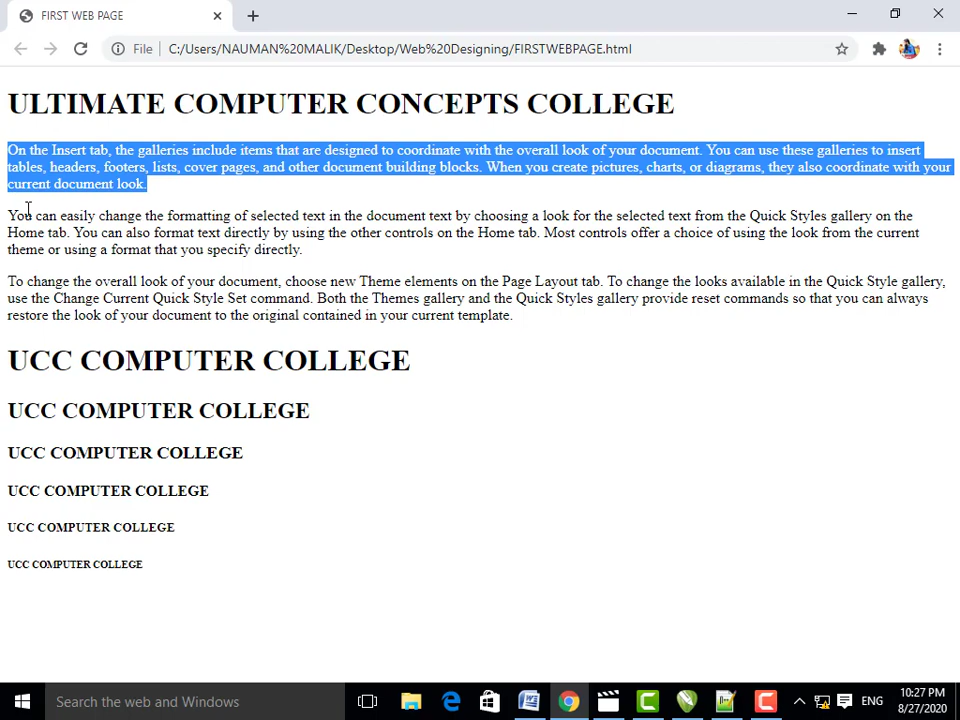 FIRST WEB PAGE
File
C:/Users/NAUMAN%20MALIK/Desktop/Web%20Designing/FIRSTWEBPAGE.html
ULTIMATE COMPUTER CONCEPTS COLLEGE
On the Insert tab, the galleries include items that are designed to coordinate with the overall look of your document. You can use these galleries to insert
tables, headers, footers, lists, cover pages, and other document building blocks. When you create pictures, charts, or diagrams, they also coordinate with your
current document look.
You can easily change the formatting of selected text in the document text by choosing a look for the selected text from the Quick Styles gallery on the
Home tab. You can also format text directly by using the other controls on the Home tab. Most controls offer a choice of using the look from the current
theme or using a format that you specify directly.
To change the overall look of your document, choose new Theme elements on the Page Layout tab. To change the looks available in the Quick Style gallery,
use the Change Current Quick Style Set command. Both the Themes gallery and the Quick Styles gallery provide reset commands so that you can always
restore the look of your document to the original contained in your current template.
UCC COMPUTER COLLEGE
UCC COMPUTER COLLEGE
UCC COMPUTER COLLEGE
UCC COMPUTER COLLEGE
UCC COMPUTER COLLEGE
UCC COMPUTER COLLEGE
Search the web and Windows
ENG
10:27 PM
8/27/2020